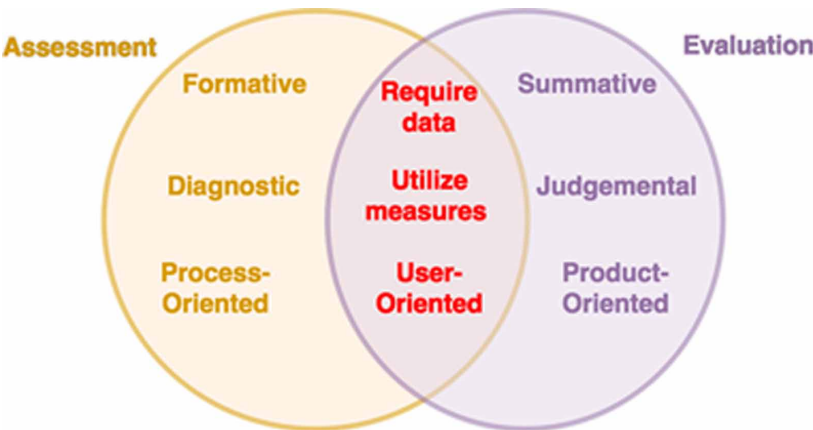 Assessment
Evaluation
Formative
Require
data
Summative
Diagnostic
Utilize
measures
Judgemental
Process-
Oriented
User-
Oriented
Product-
Oriented